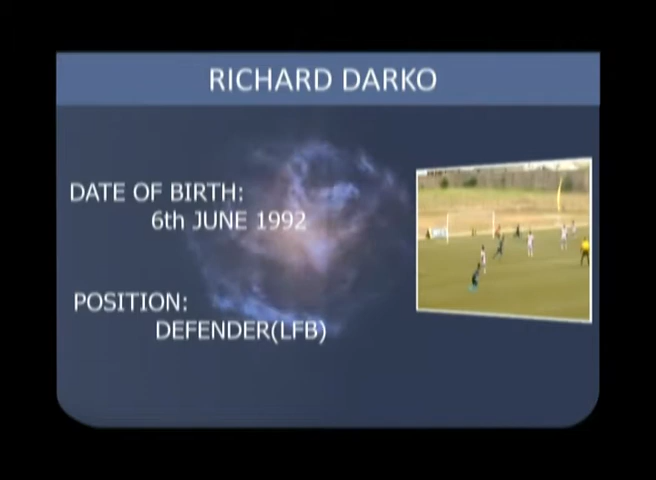 RICHARD DARKO
DATE OF BIRTH:
6th JUNE 1992
POSITION:
DEFENDER(LFB)